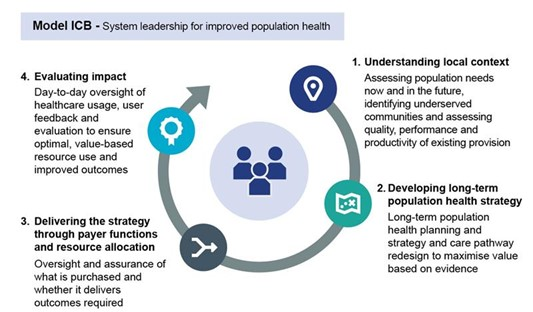 Model ICB - System leadership for improved population health
1. Understanding local context
Assessing population needs
now and in the future,
identifying underserved
communities and assessing
quality, performance and
productivity of existing provision
2. Developing long-term
population health strategy
Long-term population
health planning and
strategy and care pathway
redesign to maximise value
based on evidence
3. Delivering the strategy
through payer functions
and resource allocation
Oversight and assurance of
what is purchased and
whether it delivers
outcomes required
4. Evaluating impact
Day-to-day oversight of
healthcare usage, user
feedback and
evaluation to ensure
optimal, value-based
resource use and
improved outcomes